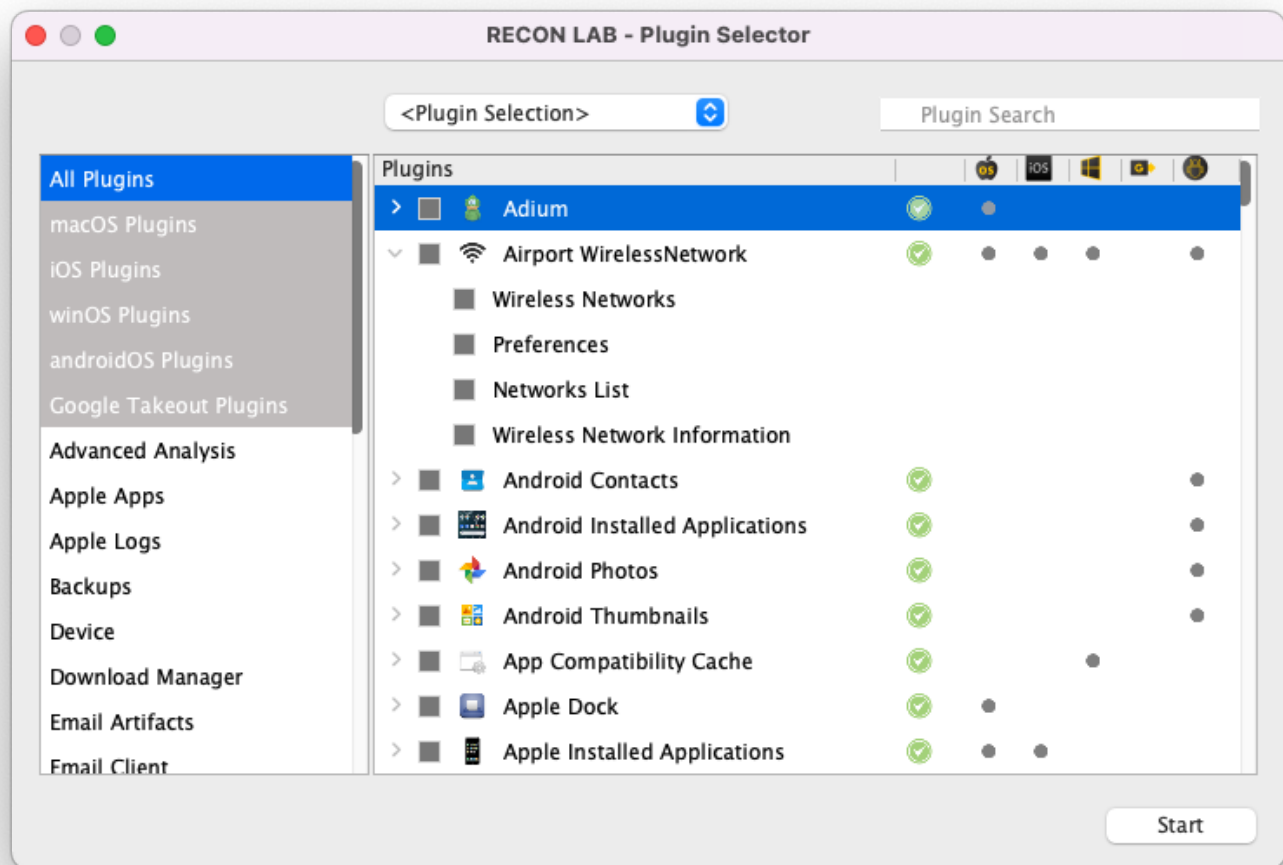 RECON LAB - Plugin Selector
<Plugin Selection>
Plugin Search
All Plugins
macOS Plugins
iOS Plugins
winOS Plugins
androidOS Plugins
Google Takeout Plugins
Advanced Analysis
Apple Apps
Apple Logs
Backups
Device
Download Manager
Email Artifacts
Email Client
Plugins
os
iOS
G
Adium
Airport WirelessNetwork
Wireless Networks
Preferences
Networks List
Wireless Network Information
Android Contacts
Android Installed Applications
Android Photos
Android Thumbnails
App Compatibility Cache
Apple Dock
Apple Installed Applications
Start